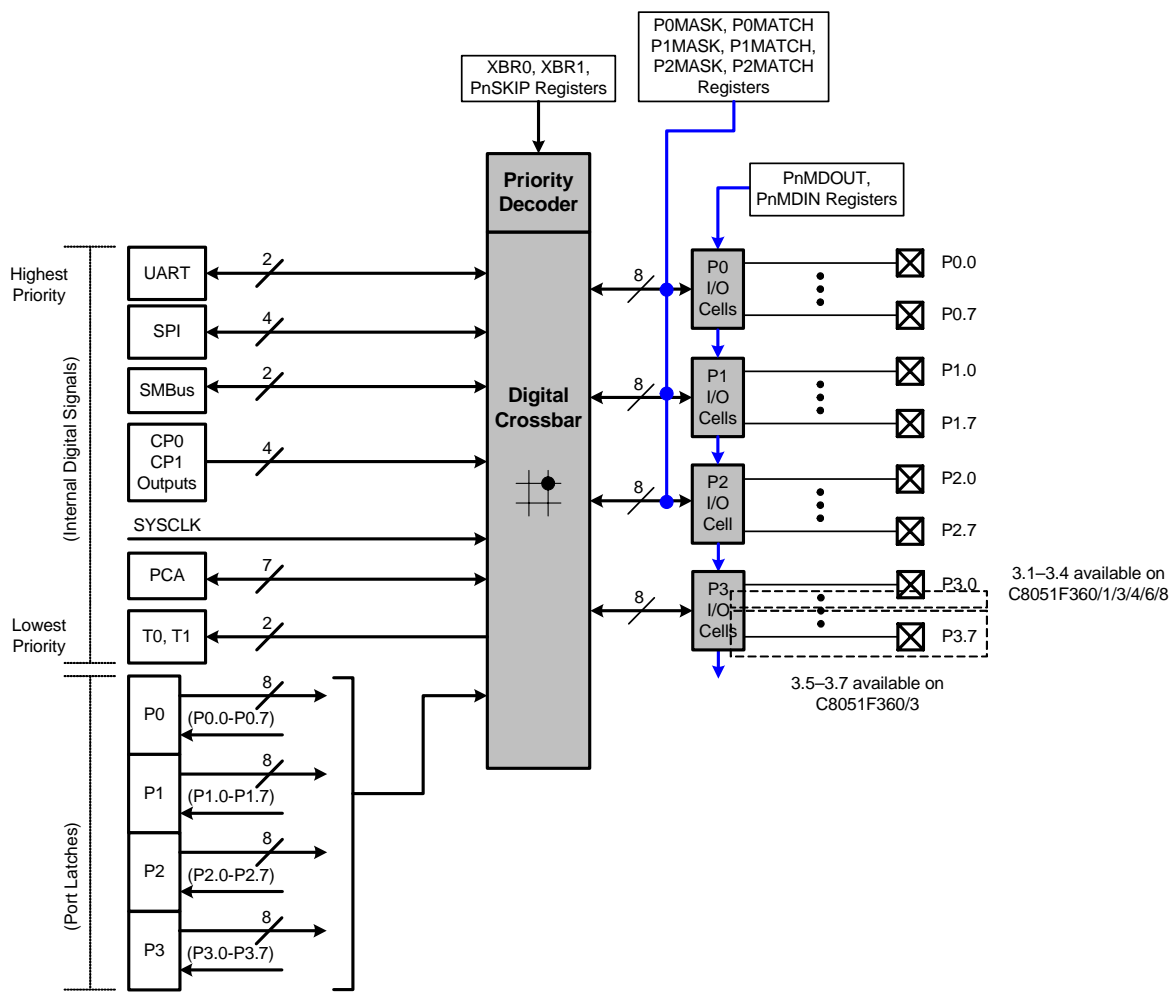 P0MASK, P0MATCH
P1MASK, P1MATCH,
P2MASK, P2MATCH
Registers
XBR0, XBR1,
PnSKIP Registers
PnMDOUT,
PnMDIN Registers
Priority
Decoder
Digital
Crossbar
Highest
Priority
(Internal Digital Signals)
Lowest
Priority
UART
2
SPI
4
SMBus
2
CP0
CP1
Outputs
4
SYSCLK
PCA
7
T0, T1
2
(Port Latches)
P0
8
(P0.0-P0.7)
P1
8
(P1.0-P1.7)
P2
8
(P2.0-P2.7)
P3
8
(P3.0-P3.7)
8
P0
I/O
Cells
P0.0
P0.7
8
P1
I/O
Cells
P1.0
P1.7
8
P2
I/O
Cell
P2.0
P2.7
8
P3
I/O
Cells
P3.0
P3.7
3.1–3.4 available on
C8051F360/1/3/4/6/8
3.5–3.7 available on
C8051F360/3